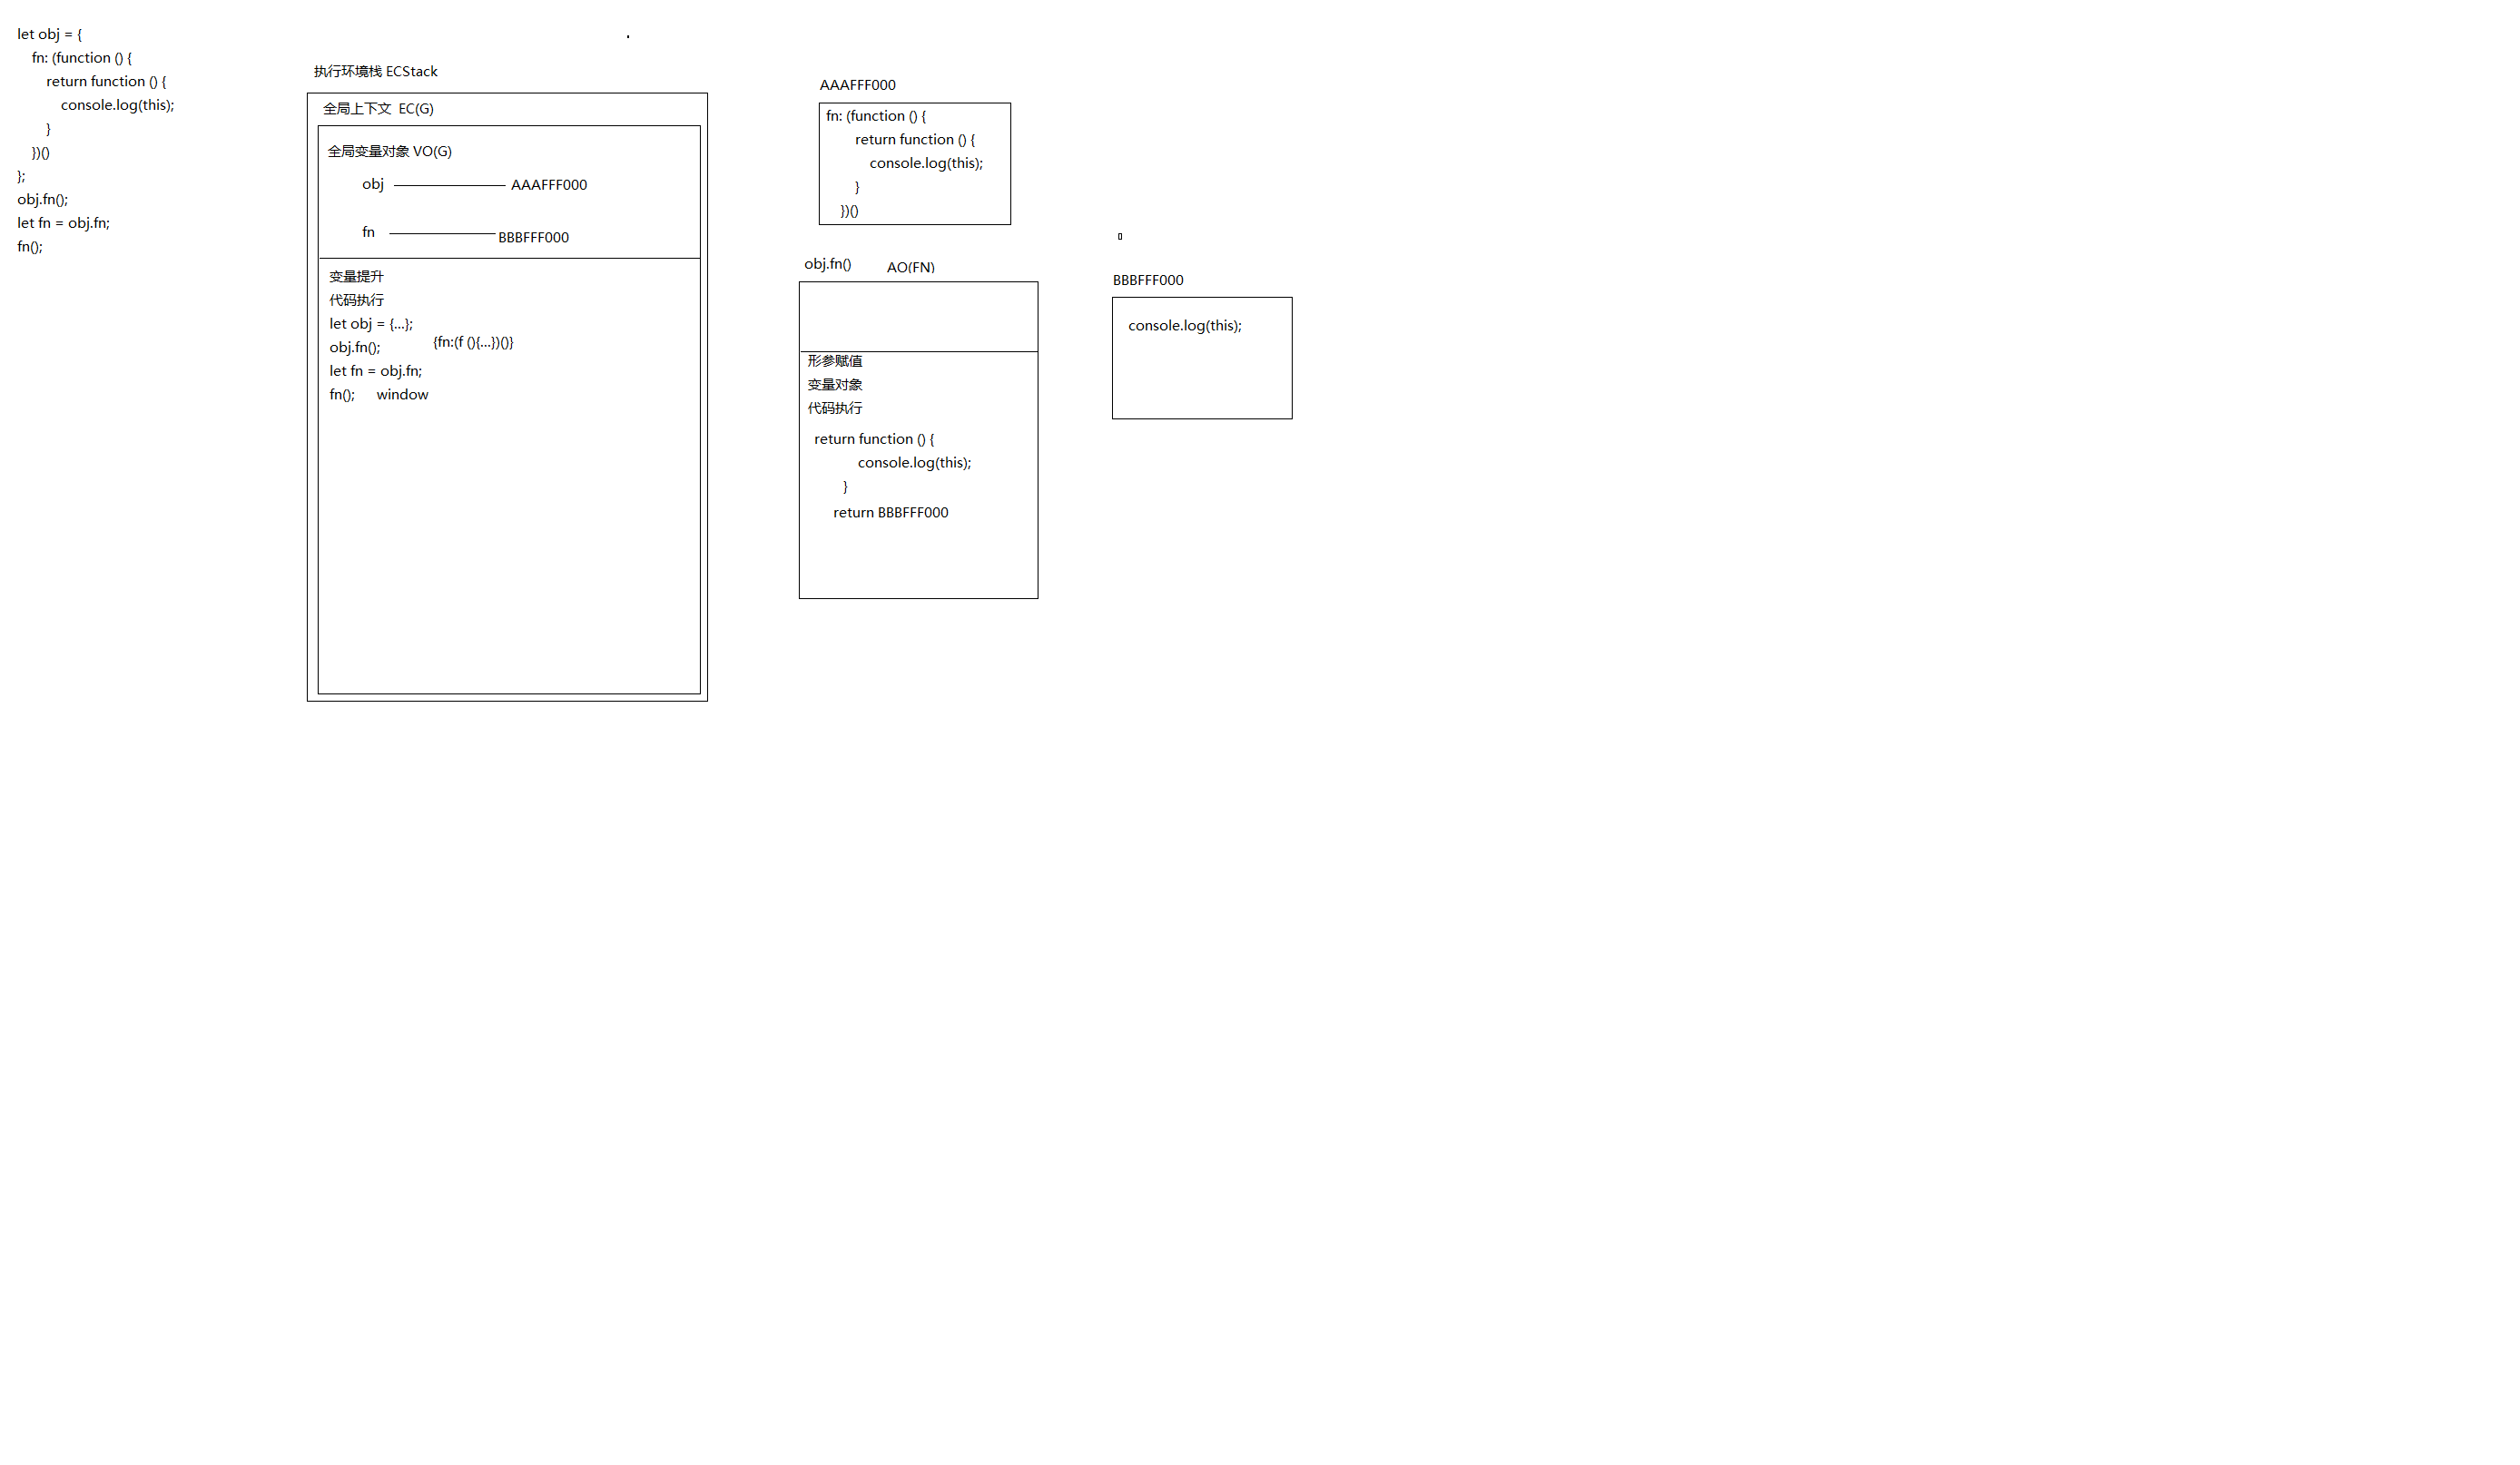 let obj = {
fn: (function () {
return function () {
console.log(this);
}
})()
};
obj.fn();
let fn = obj.fn;
fn();
执行环境栈 ECStack
全局上下文 EC(G)
全局变量对象 VO(G)
obj AAAFFF000
fn BBBFFF000
变量提升
代码执行
let obj = {...};
obj.fn(); {fn:(f (){...})()}
let fn = obj.fn;
fn(); window
AAAFFF000
fn: (function () {
return function () {
console.log(this);
}
})()
obj.fn() AO(FN)
形参赋值
变量对象
代码执行
return function () {
console.log(this);
}
return BBBFFF000
BBBFFF000
console.log(this);